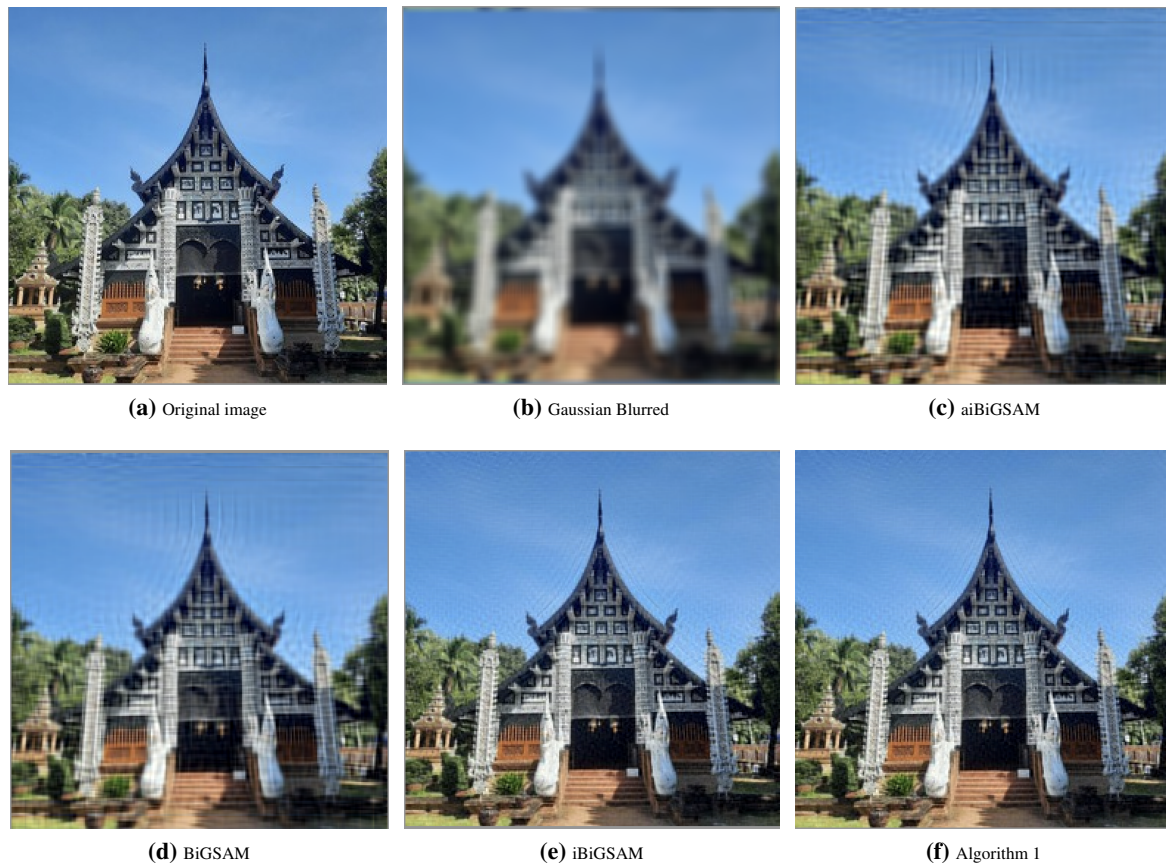 (a) Original image
(b) Gaussian Blurred
(c) aiBiGSAM
(d) BiGSAM
(e) iBiGSAM
(f) Algorithm 1